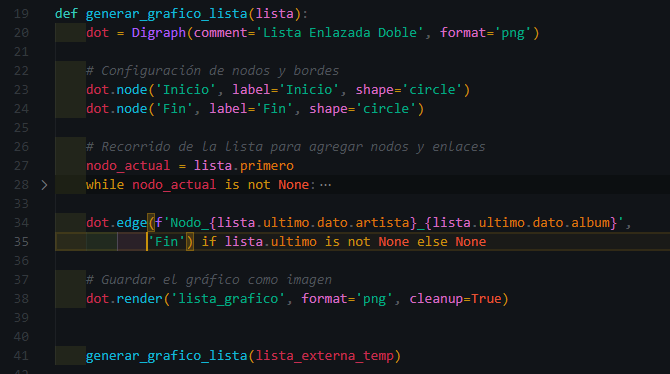 19 def generar_grafico_lista(lista):
20     dot = Digraph(comment='Lista Enlazada Doble', format='png')
21
22     # Configuración de nodos y bordes
23     dot.node('Inicio', label='Inicio', shape='circle')
24     dot.node('Fin', label='Fin', shape='circle')
25
26     # Recorrido de la lista para agregar nodos y enlaces
27     nodo_actual = lista.primero
28     while nodo_actual is not None:…
33
34     dot.edge(f'Nodo_{lista.ultimo.dato.artista}_{lista.ultimo.dato.album}',
35             'Fin') if lista.ultimo is not None else None
36
37     # Guardar el gráfico como imagen
38     dot.render('lista_grafico', format='png', cleanup=True)
39
40
41     generar_grafico_lista(lista_externa_temp)